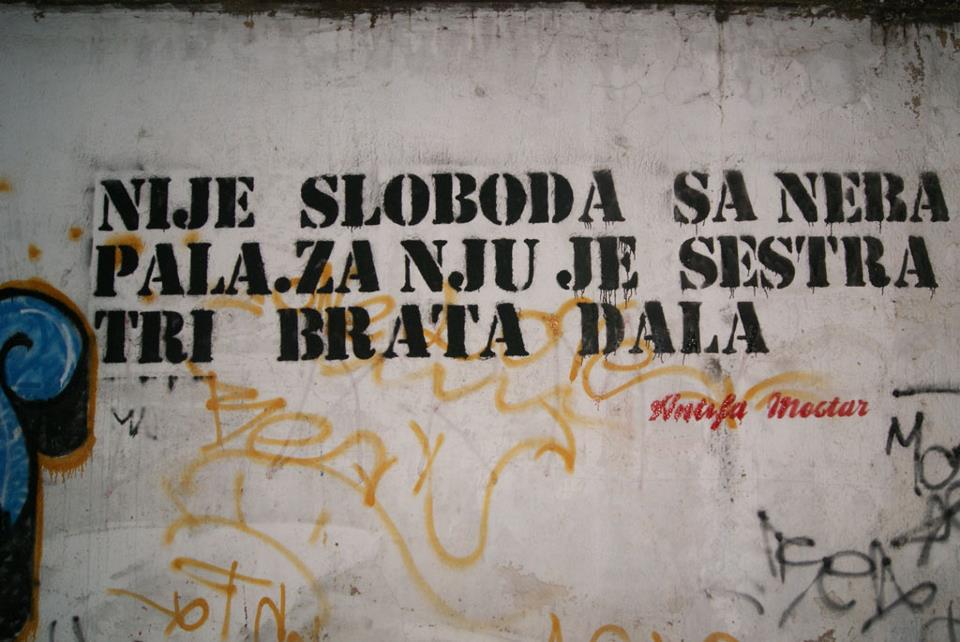 NIJE SLOBODA SA NEBA
PALA.ZA NJU JE SESTRA
TRI BRATA DALA
Antifa Mostar